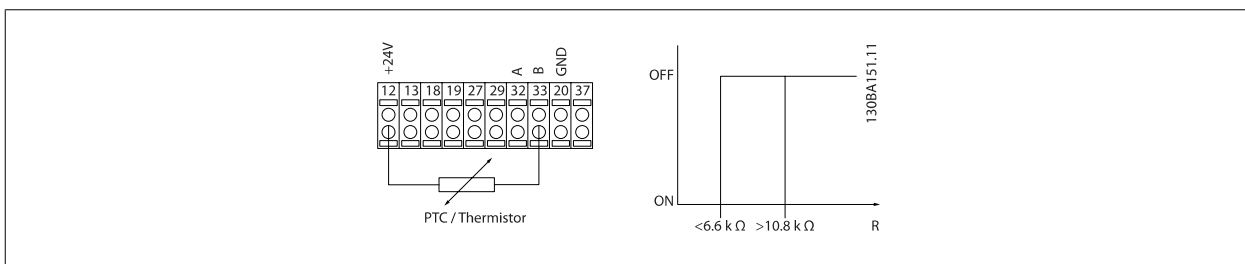 +24V
A
B
GND
12 13 18 19 27 29 32 33 20 37
PTC / Thermistor
OFF
ON
<6.6 k Ω >10.8 k Ω R
130BA151.11